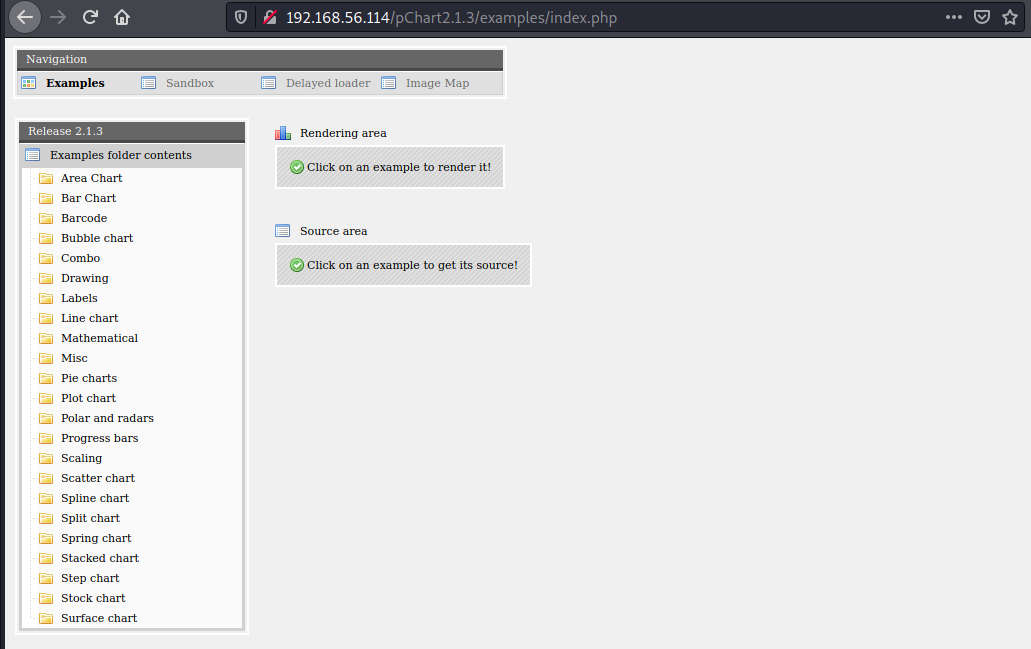 192.168.56.114/pChart2.1.3/examples/index.php
Navigation
Examples Sandbox Delayed loader Image Map
Release 2.1.3
Examples folder contents
Area Chart
Bar Chart
Barcode
Bubble chart
Combo
Drawing
Labels
Line chart
Mathematical
Misc
Pie charts
Plot chart
Polar and radars
Progress bars
Scaling
Scatter chart
Spline chart
Split chart
Spring chart
Stacked chart
Step chart
Stock chart
Surface chart
Rendering area
Click on an example to render it!
Source area
Click on an example to get its source!